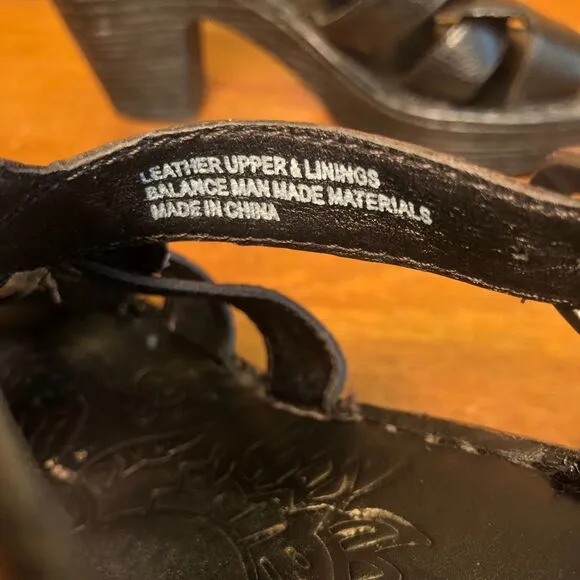 LEATHER UPPER & LININGS
BALANCE MAN MADE MATERIALS
MADE IN CHINA